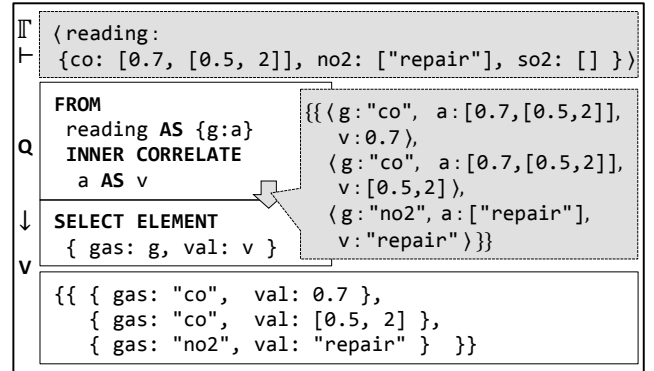 Γ
⊢
⟨reading:
{co: [0.7, [0.5, 2]], no2: ["repair"], so2: [] }⟩
Q
FROM
reading AS {g:a}
INNER CORRELATE
a AS v
{{⟨g:"co", a:[0.7,[0.5,2]],
v:0.7⟩,
⟨g:"co", a:[0.7,[0.5,2]],
v:[0.5,2]⟩,
⟨g:"no2", a:["repair"],
v:"repair"⟩}}
↓
SELECT ELEMENT
{ gas: g, val: v }
V
{{ { gas: "co", val: 0.7 },
{ gas: "co", val: [0.5, 2] },
{ gas: "no2", val: "repair" } }}